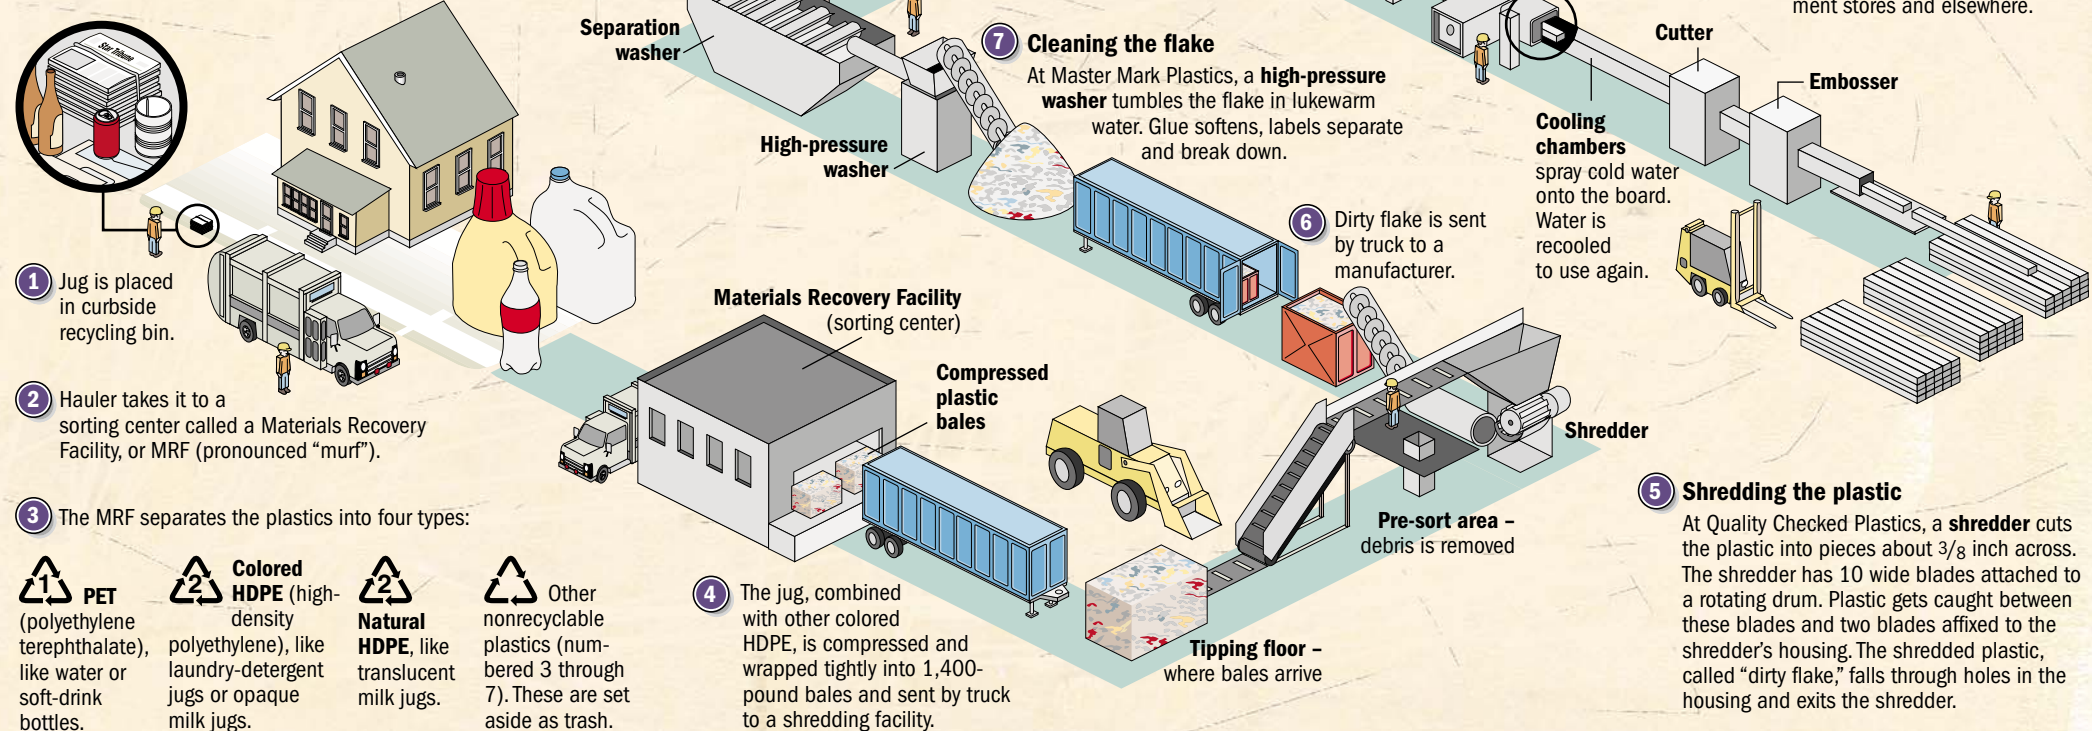 Star Tribune
1 Jug is placed
in curbside
recycling bin.
2 Hauler takes it to a
sorting center called a Materials Recovery
Facility, or MRF (pronounced “murf”).
3 The MRF separates the plastics into four types:
1 PET
(polyethylene
terephthalate),
like water or
soft-drink
bottles.
2 Colored
HDPE (high-
density
polyethylene), like
laundry-detergent
jugs or opaque
milk jugs.
2
Natural
HDPE, like
translucent
milk jugs.
Other
nonrecyclable
plastics (num-
bered 3 through
7). These are set
aside as trash.
Materials Recovery Facility
(sorting center)
Compressed
plastic
bales
4 The jug, combined
with other colored
HDPE, is compressed and
wrapped tightly into 1,400-
pound bales and sent by truck
to a shredding facility.
Tipping floor –
where bales arrive
Pre-sort area –
debris is removed
Shredder
5 Shredding the plastic
At Quality Checked Plastics, a shredder cuts
the plastic into pieces about 3/8 inch across.
The shredder has 10 wide blades attached to
a rotating drum. Plastic gets caught between
these blades and two blades affixed to the
shredder’s housing. The shredded plastic,
called “dirty flake,” falls through holes in the
housing and exits the shredder.
6 Dirty flake is sent
by truck to a
manufacturer.
7 Cleaning the flake
At Master Mark Plastics, a high-pressure
washer tumbles the flake in lukewarm
water. Glue softens, labels separate
and break down.
High-pressure
washer
Separation
washer
Cooling
chambers
spray cold water
onto the board.
Water is
recooled
to use again.
Cutter
Embosser
ment stores and elsewhere.